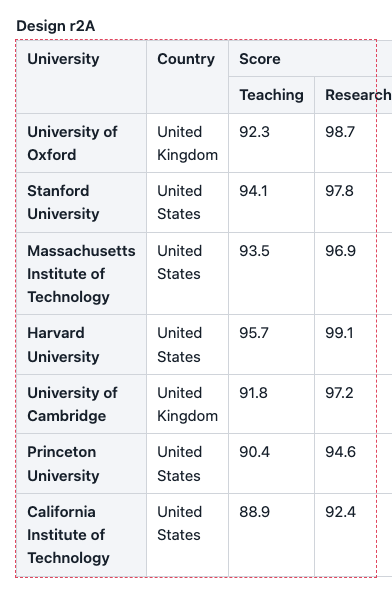 Design r2A
University Country Score
Teaching Research
University of United 92.3 98.7
Oxford Kingdom
Stanford United 94.1 97.8
University States
Massachusetts United 93.5 96.9
Institute of States
Technology
Harvard United 95.7 99.1
University States
University of United 91.8 97.2
Cambridge Kingdom
Princeton United 90.4 94.6
University States
California United 88.9 92.4
Institute of States
Technology